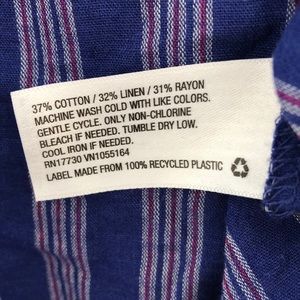 37% COTTON / 32% LINEN / 31% RAYON
MACHINE WASH COLD WITH LIKE COLORS.
GENTLE CYCLE. ONLY NON-CHLORINE
BLEACH IF NEEDED. TUMBLE DRY LOW.
COOL IRON IF NEEDED.
RN17730 VN1055164
LABEL MADE FROM 100% RECYCLED PLASTIC